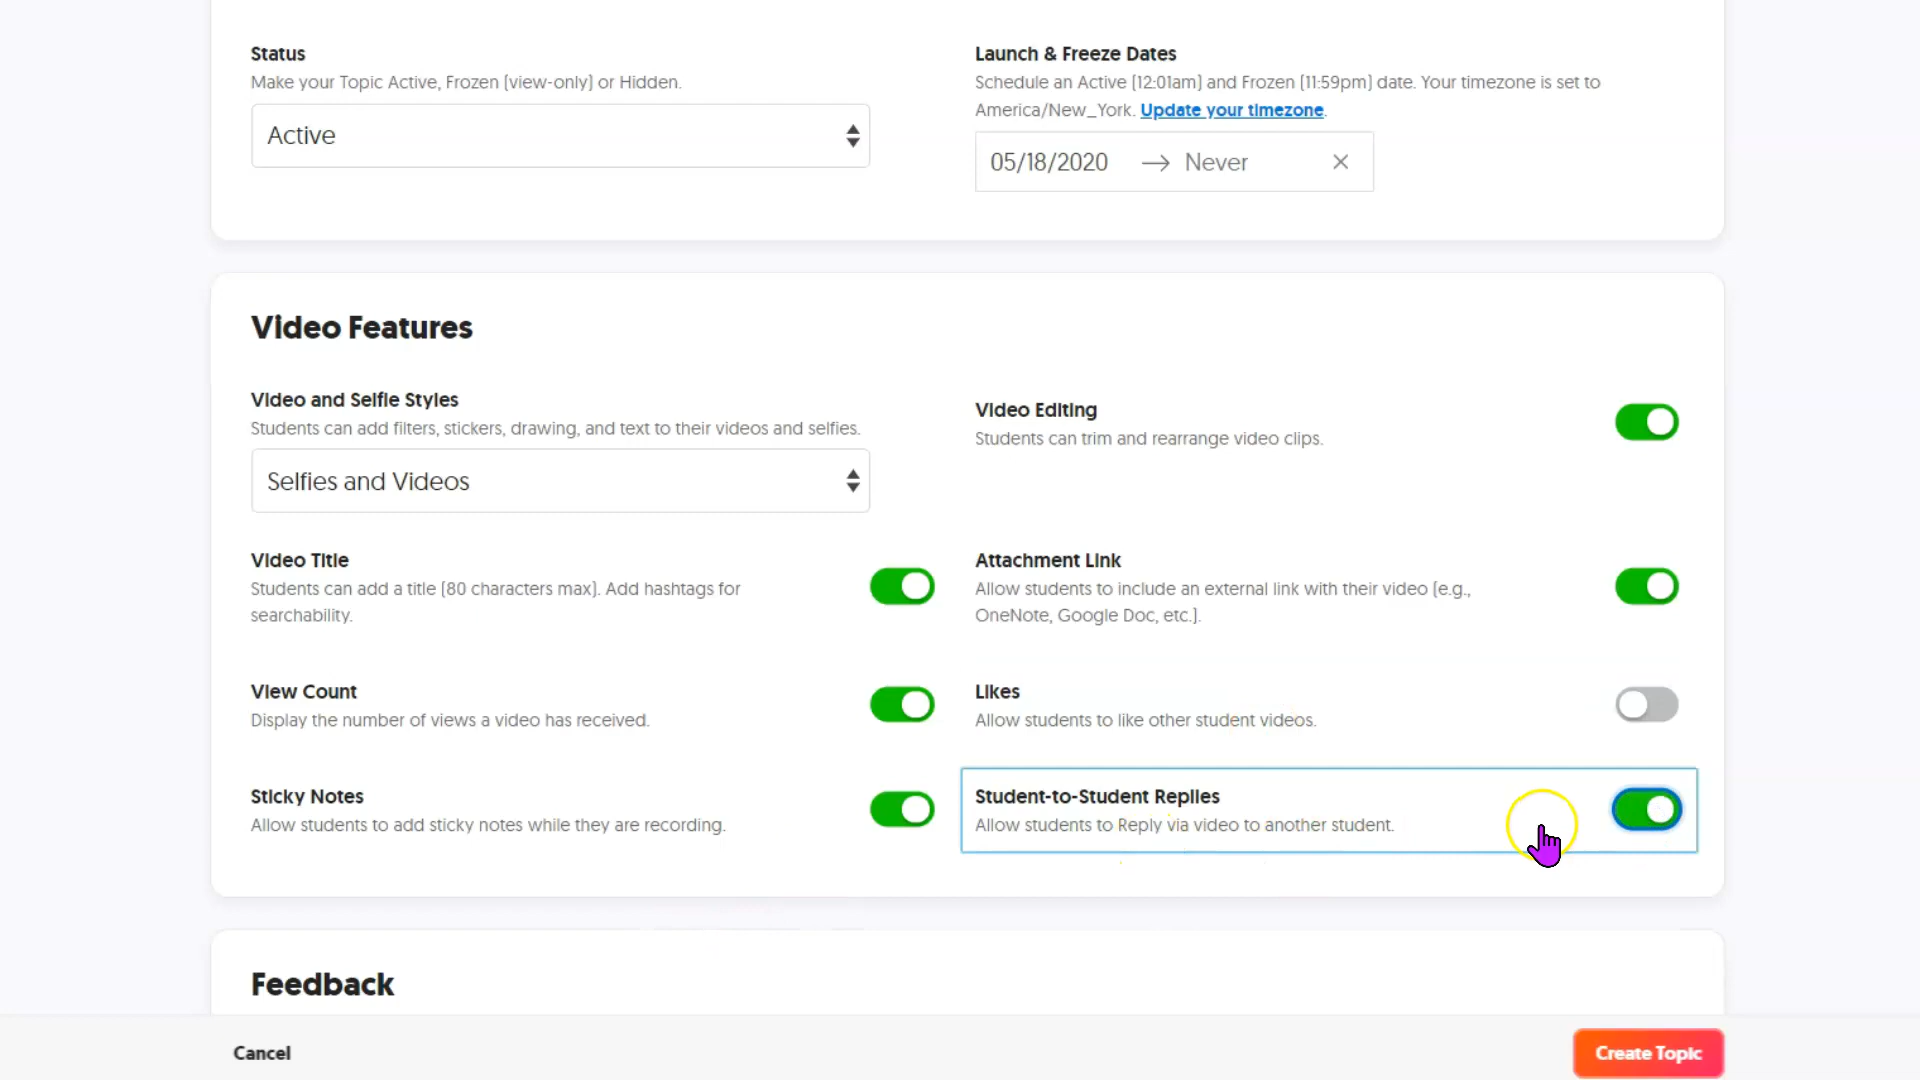 Status
Make your Topic Active, Frozen (view-only) or Hidden.
Active
Launch & Freeze Dates
Schedule an Active (12:01am) and Frozen (11:59pm) date. Your timezone is set to
America/New_York. Update your timezone.
05/18/2020 → Never ×
Video Features
Video and Selfie Styles
Students can add filters, stickers, drawing, and text to their videos and selfies.
Selfies and Videos
Video Editing
Students can trim and rearrange video clips.
Video Title
Students can add a title (80 characters max). Add hashtags for
searchability.
Attachment Link
Allow students to include an external link with their video (e.g.,
OneNote, Google Doc, etc.).
View Count
Display the number of views a video has received.
Likes
Allow students to like other student videos.
Sticky Notes
Allow students to add sticky notes while they are recording.
Student-to-Student Replies
Allow students to Reply via video to another student.
Feedback
Cancel
Create Topic